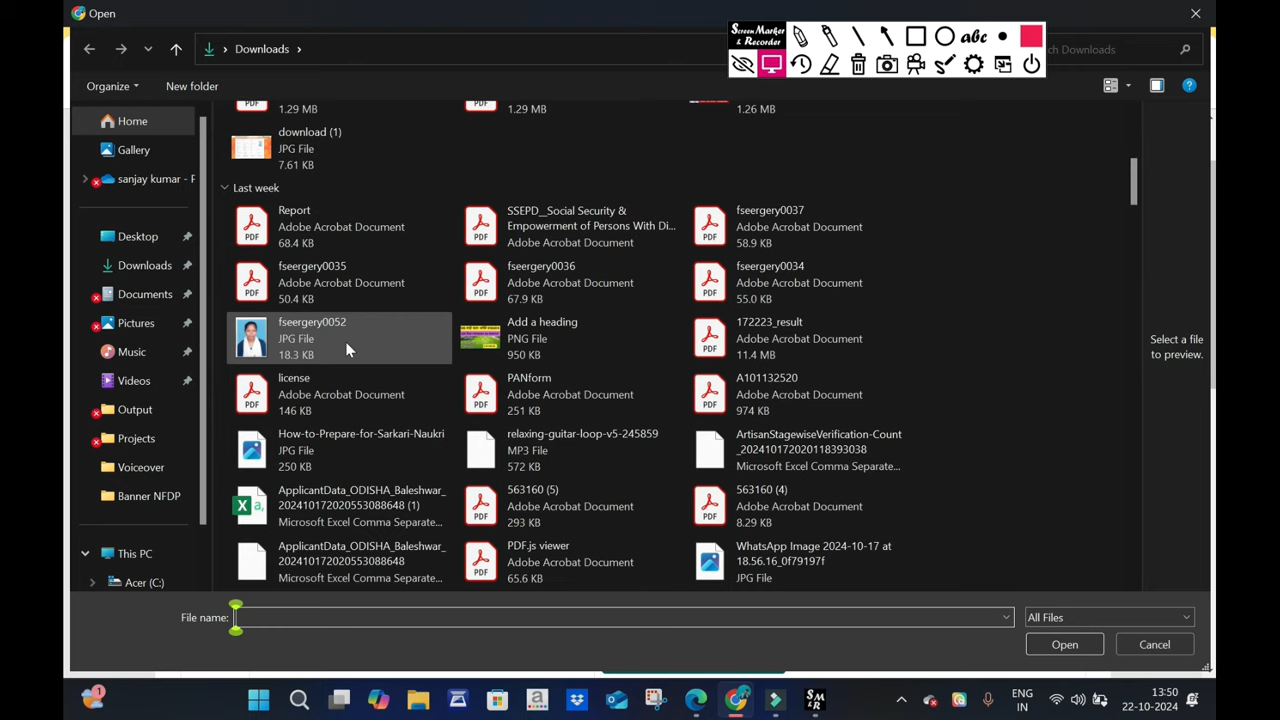 Open
Screen Marker
& Recorder
abc
Downloads
Search Downloads
Organize
New folder
Home
Gallery
sanjay kumar - P
Desktop
Downloads
Documents
Pictures
Music
Videos
Output
Projects
Voiceover
Banner NFDP
This PC
Acer (C:)
1.29 MB
1.29 MB
1.26 MB
download (1)
JPG File
7.61 KB
Last week
Report
Adobe Acrobat Document
68.4 KB
SSEPD__Social Security &
Empowerment of Persons With Di...
Adobe Acrobat Document
fseergery0037
Adobe Acrobat Document
58.9 KB
fseergery0035
Adobe Acrobat Document
50.4 KB
fseergery0036
Adobe Acrobat Document
67.9 KB
fseergery0034
Adobe Acrobat Document
55.0 KB
fseergery0052
JPG File
18.3 KB
Add a heading
PNG File
950 KB
172223_result
Adobe Acrobat Document
11.4 MB
license
Adobe Acrobat Document
146 KB
PANform
Adobe Acrobat Document
251 KB
A101132520
Adobe Acrobat Document
974 KB
How-to-Prepare-for-Sarkari-Naukri
JPG File
250 KB
relaxing-guitar-loop-v5-245859
MP3 File
572 KB
ArtisanStagewiseVerification-Count
_20241017202018393038
Microsoft Excel Comma Separate...
ApplicantData_ODISHA_Baleshwar_
20241017202055308​8648 (1)
Microsoft Excel Comma Separate...
563160 (5)
Adobe Acrobat Document
293 KB
563160 (4)
Adobe Acrobat Document
8.29 KB
ApplicantData_ODISHA_Baleshwar_
202410172020553088648
Microsoft Excel Comma Separate...
PDF.js viewer
Adobe Acrobat Document
65.6 KB
WhatsApp Image 2024-10-17 at
18.56.16_0f79197f
JPG File
Select a file
to preview.
File name:
All Files
Open
Cancel
ENG
IN
13:50
22-10-2024